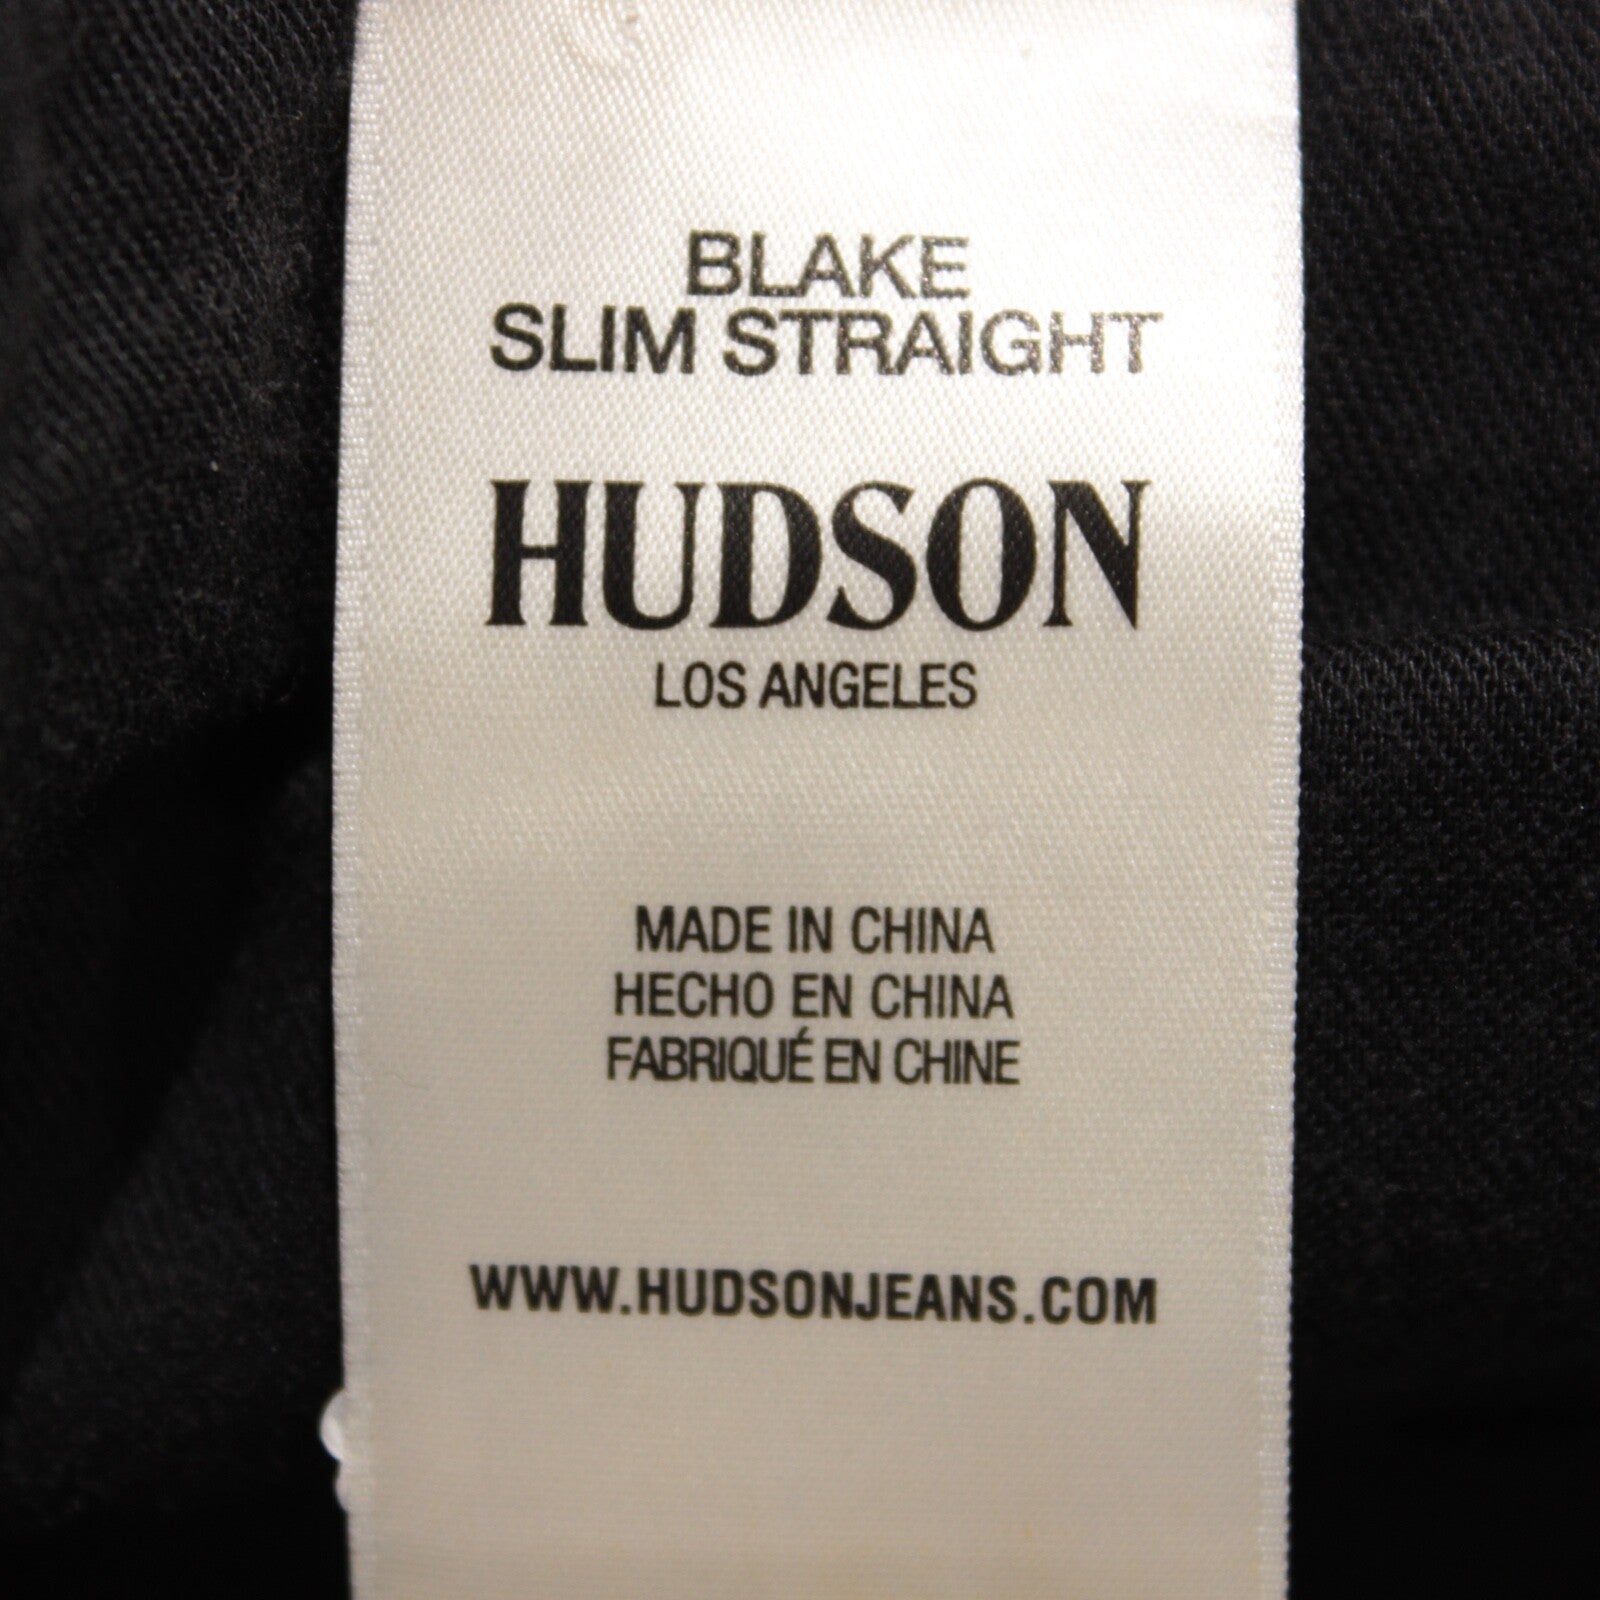 BLAKE
SLIM STRAIGHT
HUDSON
LOS ANGELES
MADE IN CHINA
HECHO EN CHINA
FABRIQUÉ EN CHINE
WWW.HUDSONJEANS.COM